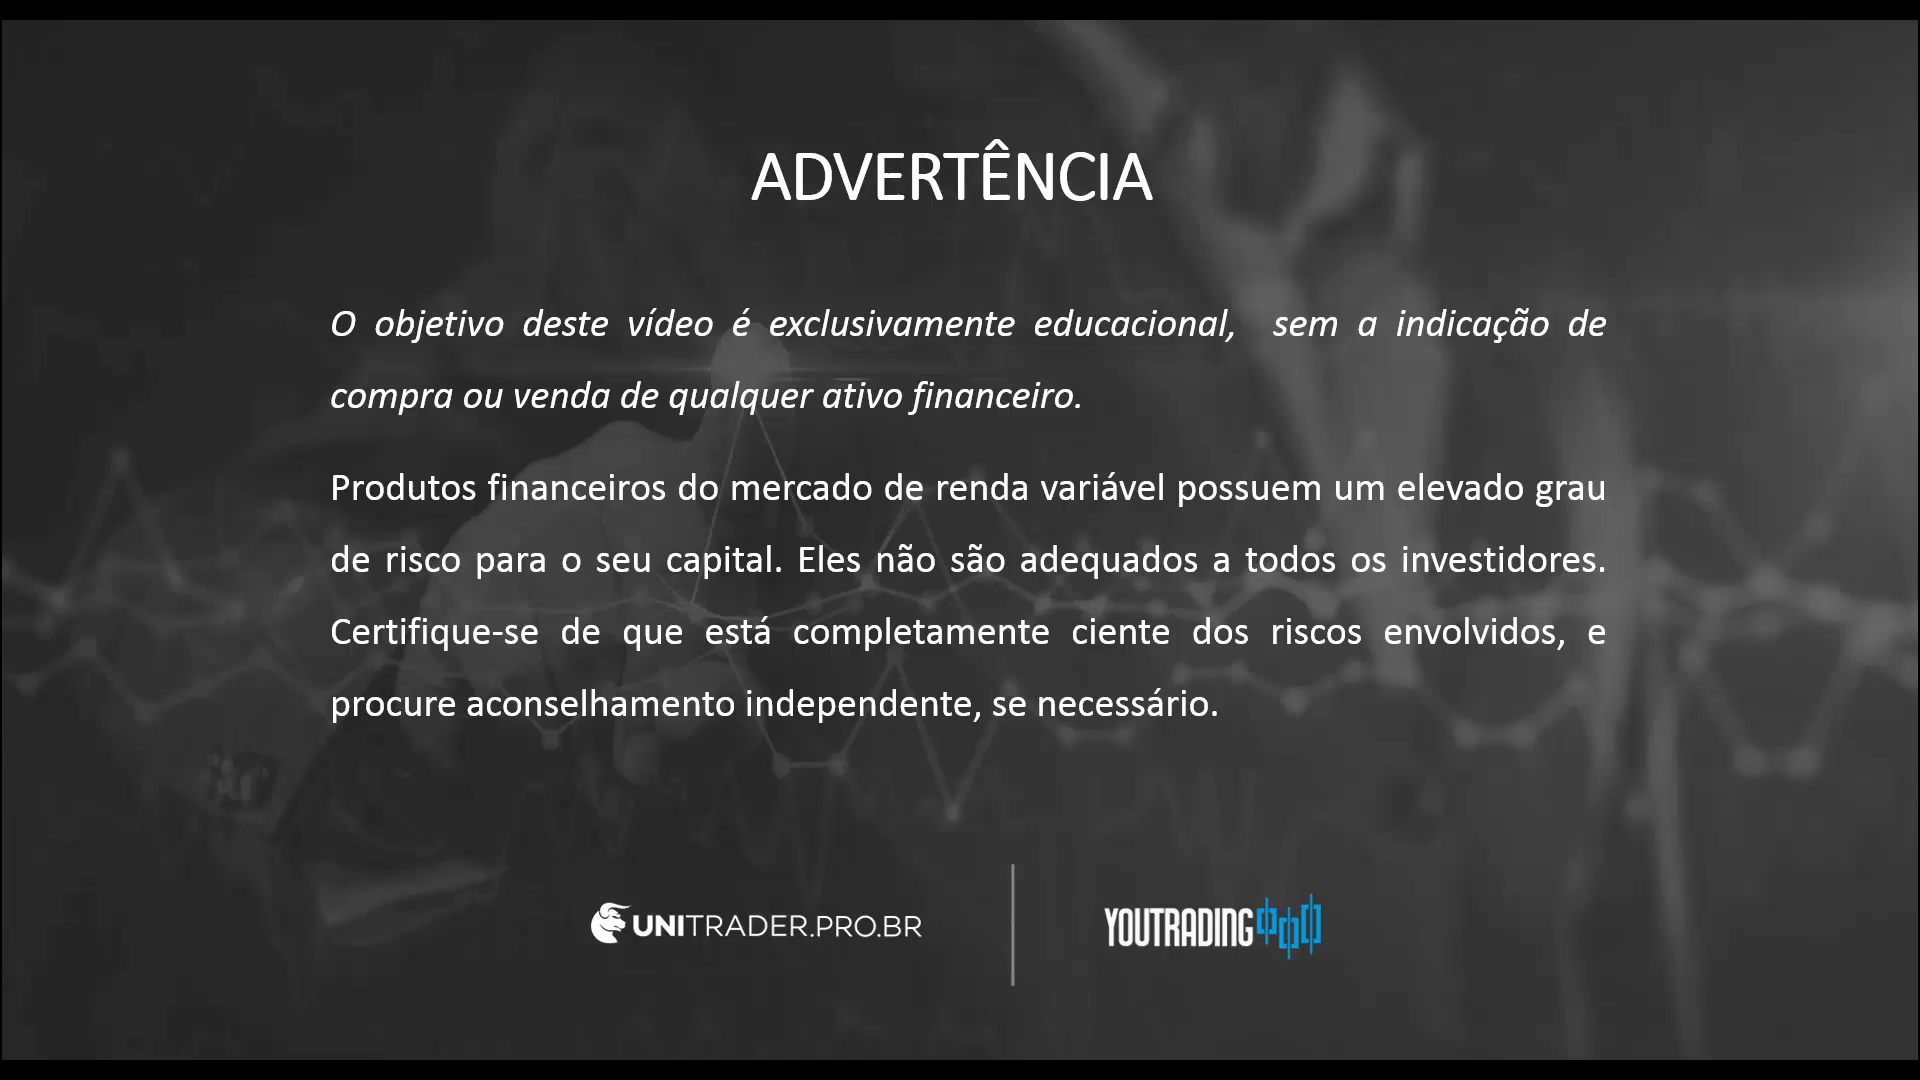 ADVERTÊNCIA
O objetivo deste vídeo é exclusivamente educacional, sem a indicação de
compra ou venda de qualquer ativo financeiro.
Produtos financeiros do mercado de renda variável possuem um elevado grau
de risco para o seu capital. Eles não são adequados a todos os investidores.
Certifique-se de que está completamente ciente dos riscos envolvidos, e
procure aconselhamento independente, se necessário.
UNITRADER.PRO.BR
YOUTRADING